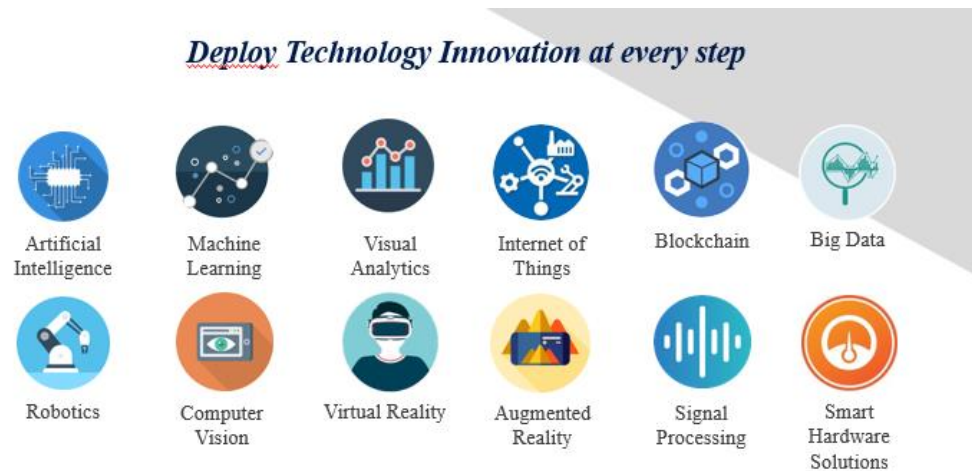 Deploy Technology Innovation at every step
Artificial
Intelligence
Machine
Learning
Visual
Analytics
Internet of
Things
Blockchain
Big Data
Robotics
Computer
Vision
Virtual Reality
Augmented
Reality
Signal
Processing
Smart
Hardware
Solutions